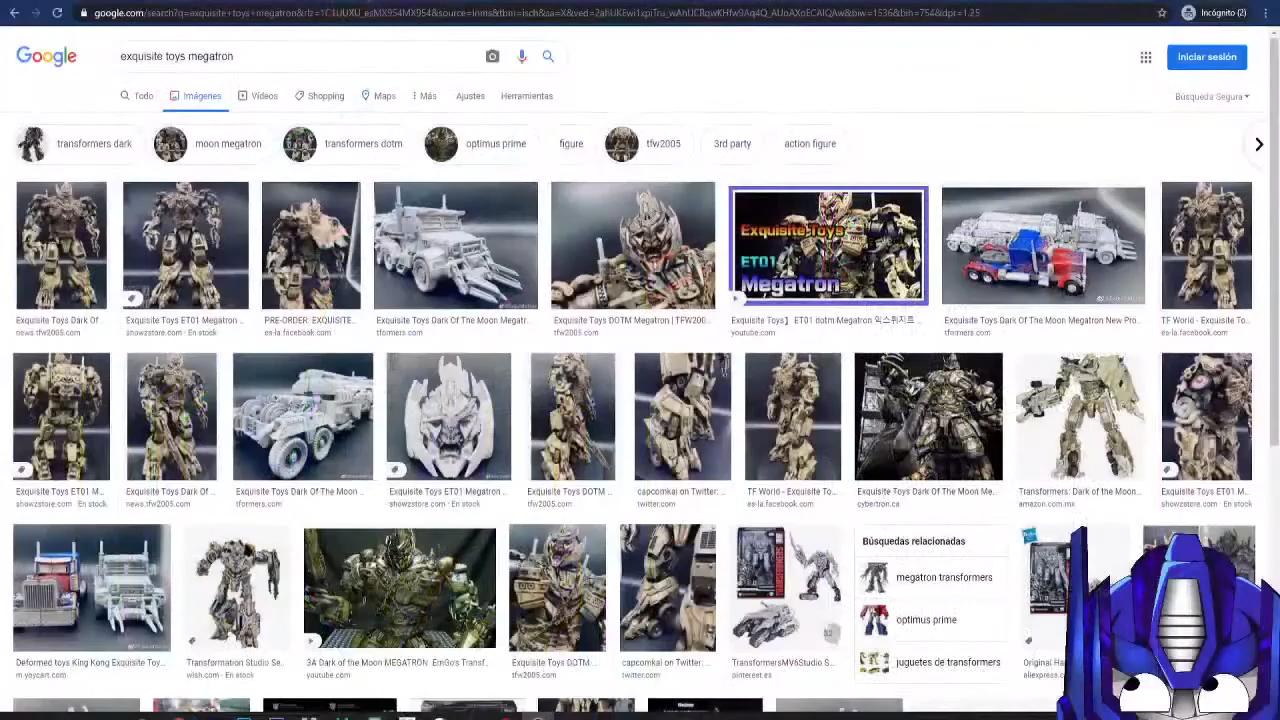 Incógnito (2)
Google
exquisite toys megatron
Iniciar sesión
Todo
Imágenes
Vídeos
Shopping
Maps
Más
Ajustes
Herramientas
Búsqueda Segura
transformers dark
moon megatron
transformers dotm
optimus prime
figure
tfw2005
3rd party
action figure
Exquisite Toys
ET01
Megatron
Exquisite Toys Dark Of ...
news.tfw2005.com
Exquisite Toys ET01 Megatron ...
showzstore.com · En stock
PRE-ORDER: EXQUISITE...
es-la.facebook.com
Exquisite Toys Dark Of The Moon Megatr...
tformers.com
Exquisite Toys DOTM Megatron | TFW200...
tfw2005.com
Exquisite Toys】 ET01 dotm Megatron 익스퀴지트 ...
youtube.com
Exquisite Toys Dark Of The Moon Megatron New Pro...
tformers.com
TF World - Exquisite To...
es-la.facebook.com
Exquisite Toys ET01 M...
showzstore.com · En stock
Exquisite Toys Dark Of ...
news.tfw2005.com
Exquisite Toys Dark Of The Moon ...
tformers.com
Exquisite Toys ET01 Megatron ...
showzstore.com · En stock
Exquisite Toys DOTM ...
tfw2005.com
capcomkai on Twitter: ...
twitter.com
TF World - Exquisite To...
es-la.facebook.com
Exquisite Toys Dark Of The Moon Me...
cybertron.ca
Transformers: Dark of the Moon...
amazon.com.mx
Exquisite Toys ET01 M...
showzstore.com · En stock
Búsquedas relacionadas
megatron transformers
optimus prime
juguetes de transformers
Deformed toys King Kong Exquisite Toy...
m.yoycart.com
Transformation Studio Se...
wish.com · En stock
3A Dark of the Moon MEGATRON EmGo's Transf...
youtube.com
Exquisite Toys DOTM ...
tfw2005.com
capcomkai on Twitter: ...
twitter.com
TransformersMV6Studio S...
pinterest.es
Original Ha
aliexpress.c